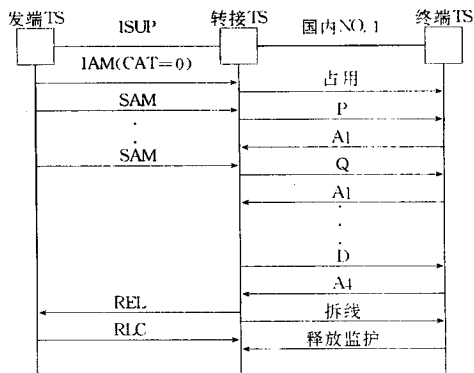 发端TS ISUP 转接TS 国内NO.1 终端TS
IAM(CAT=0)
占用
SAM
P
A1
SAM
Q
A1
D
A4
REL
拆线
RLC
释放监护